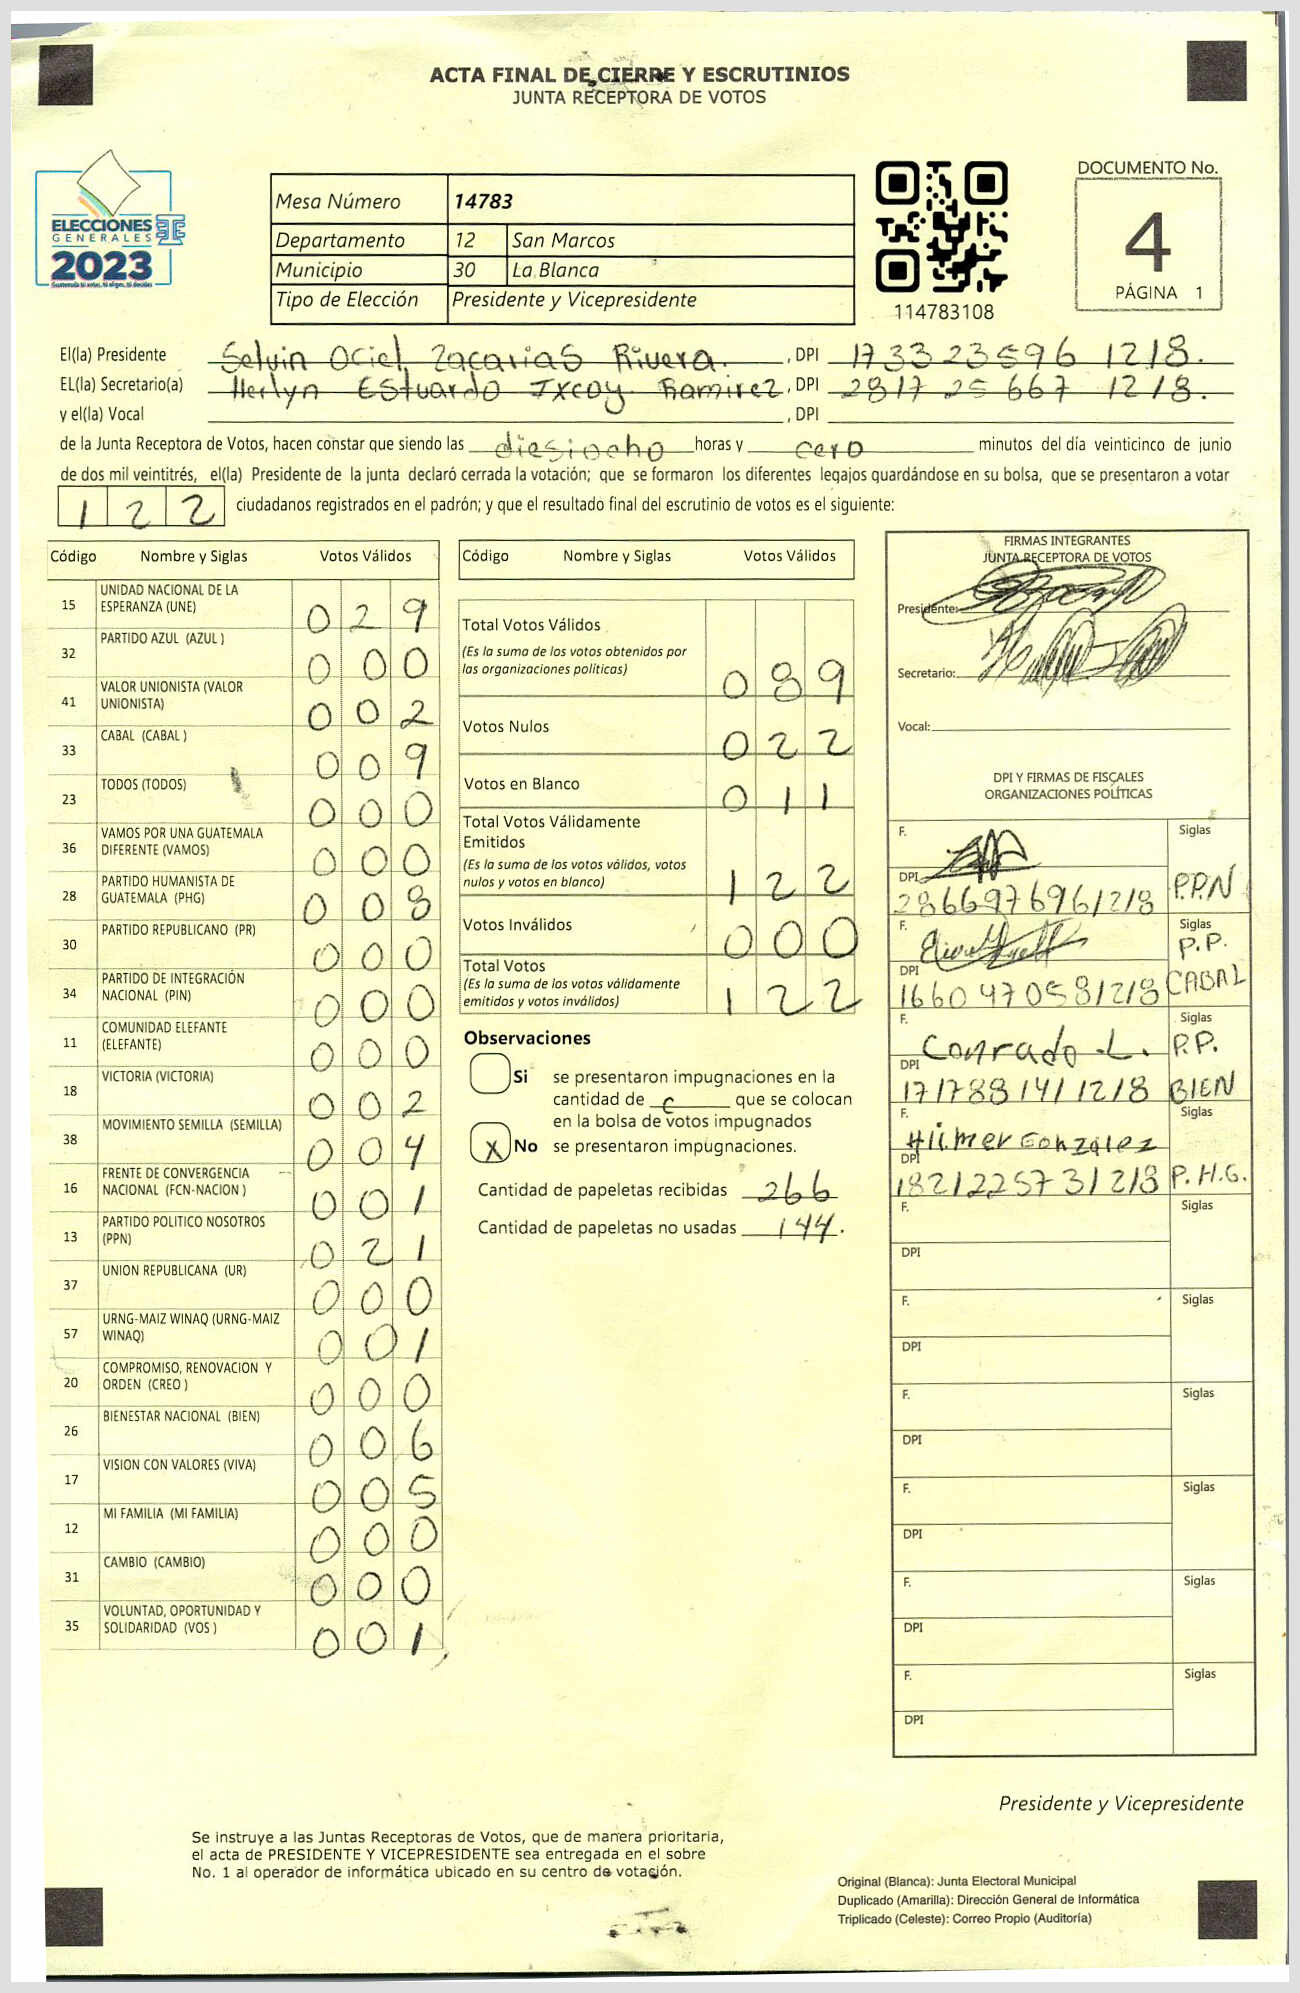 ACTA FINAL DE CIERRE Y ESCRUTINIOS
JUNTA RECEPTORA DE VOTOS
ELECCIONES
GENERALES
2023
Mesa Número 14783
Departamento 12 San Marcos
Municipio 30 La Blanca
Tipo de Elección Presidente y Vicepresidente
114783108
DOCUMENTO No.
4
PÁGINA 1
El(la) Presidente Selvin Ociel Zacarias Rivera. , DPI 17 33 23596 1218.
EL(la) Secretario(a) Herlyn Estuardo Ixcoy Ramirez , DPI 2817 25 667 1218.
y el(la) Vocal , DPI
de la Junta Receptora de Votos, hacen constar que siendo las diesiocho horas y cero minutos del día veinticinco de junio
de dos mil veintitrés, el(la) Presidente de la junta declaró cerrada la votación; que se formaron los diferentes legajos guardándose en su bolsa, que se presentaron a votar
1 2 2 ciudadanos registrados en el padrón; y que el resultado final del escrutinio de votos es el siguiente:
Código Nombre y Siglas Votos Válidos
15 UNIDAD NACIONAL DE LA
ESPERANZA (UNE) 0 2 9
32 PARTIDO AZUL (AZUL ) 0 0 0
41 VALOR UNIONISTA (VALOR
UNIONISTA) 0 0 2
33 CABAL (CABAL ) 0 0 9
23 TODOS (TODOS) 0 0 0
36 VAMOS POR UNA GUATEMALA
DIFERENTE (VAMOS) 0 0 0
28 PARTIDO HUMANISTA DE
GUATEMALA (PHG) 0 0 8
30 PARTIDO REPUBLICANO (PR) 0 0 0
34 PARTIDO DE INTEGRACIÓN
NACIONAL (PIN) 0 0 0
11 COMUNIDAD ELEFANTE
(ELEFANTE) 0 0 0
18 VICTORIA (VICTORIA) 0 0 2
38 MOVIMIENTO SEMILLA (SEMILLA) 0 0 4
16 FRENTE DE CONVERGENCIA
NACIONAL (FCN-NACION ) 0 0 1
13 PARTIDO POLITICO NOSOTROS
(PPN) 0 2 1
37 UNION REPUBLICANA (UR) 0 0 0
57 URNG-MAIZ WINAQ (URNG-MAIZ
WINAQ) 0 0 1
20 COMPROMISO, RENOVACION Y
ORDEN (CREO ) 0 0 0
26 BIENESTAR NACIONAL (BIEN) 0 0 6
17 VISION CON VALORES (VIVA) 0 0 5
12 MI FAMILIA (MI FAMILIA) 0 0 0
31 CAMBIO (CAMBIO) 0 0 0
35 VOLUNTAD, OPORTUNIDAD Y
SOLIDARIDAD (VOS ) 0 0 1
Código Nombre y Siglas Votos Válidos
Total Votos Válidos
(Es la suma de los votos obtenidos por
las organizaciones políticas) 0 8 9
Votos Nulos 0 2 2
Votos en Blanco 0 1 1
Total Votos Válidamente
Emitidos
(Es la suma de los votos válidos, votos
nulos y votos en blanco) 1 2 2
Votos Inválidos 0 0 0
Total Votos
(Es la suma de los votos válidamente
emitidos y votos inválidos) 1 2 2
Observaciones
Si se presentaron impugnaciones en la
cantidad de que se colocan
en la bolsa de votos impugnados
X No se presentaron impugnaciones.
Cantidad de papeletas recibidas 266
Cantidad de papeletas no usadas 144.
FIRMAS INTEGRANTES
JUNTA RECEPTORA DE VOTOS
Presidente:
Secretario:
Vocal:
DPI Y FIRMAS DE FISCALES
ORGANIZACIONES POLÍTICAS
F. Siglas
DPI 2866976961218 P.P.N
F. Siglas
P.P.
DPI 1660470581218 CABAL
F. Conrado .L. Siglas
P.P.
DPI 1717881411218 BIEN
F. Hilmer González Siglas
DPI 1821225731218 P.H.G.
F. Siglas
DPI
F. Siglas
DPI
F. Siglas
DPI
F. Siglas
DPI
F. Siglas
DPI
F. Siglas
DPI
Presidente y Vicepresidente
Se instruye a las Juntas Receptoras de Votos, que de manera prioritaria,
el acta de PRESIDENTE Y VICEPRESIDENTE sea entregada en el sobre
No. 1 al operador de informática ubicado en su centro de votación.
Original (Blanca): Junta Electoral Municipal
Duplicado (Amarilla): Dirección General de Informática
Triplicado (Celeste): Correo Propio (Auditoría)